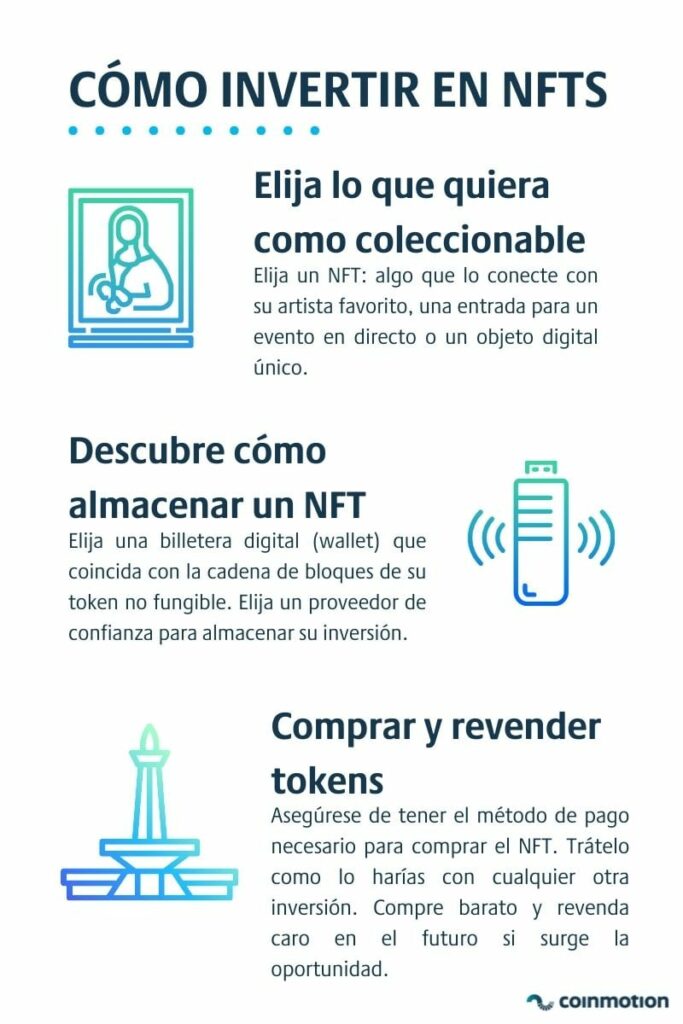 CÓMO INVERTIR EN NFTS
Elija lo que quiera
como coleccionable
Elija un NFT: algo que lo conecte con
su artista favorito, una entrada para un
evento en directo o un objeto digital
único.
Descubre cómo
almacenar un NFT
Elija una billetera digital (wallet) que
coincida con la cadena de bloques de su
token no fungible. Elija un proveedor de
confianza para almacenar su inversión.
Comprar y revender
tokens
Asegúrese de tener el método de pago
necesario para comprar el NFT. Trátelo
como lo harías con cualquier otra
inversión. Compre barato y revenda
caro en el futuro si surge la
oportunidad.
coinmotion